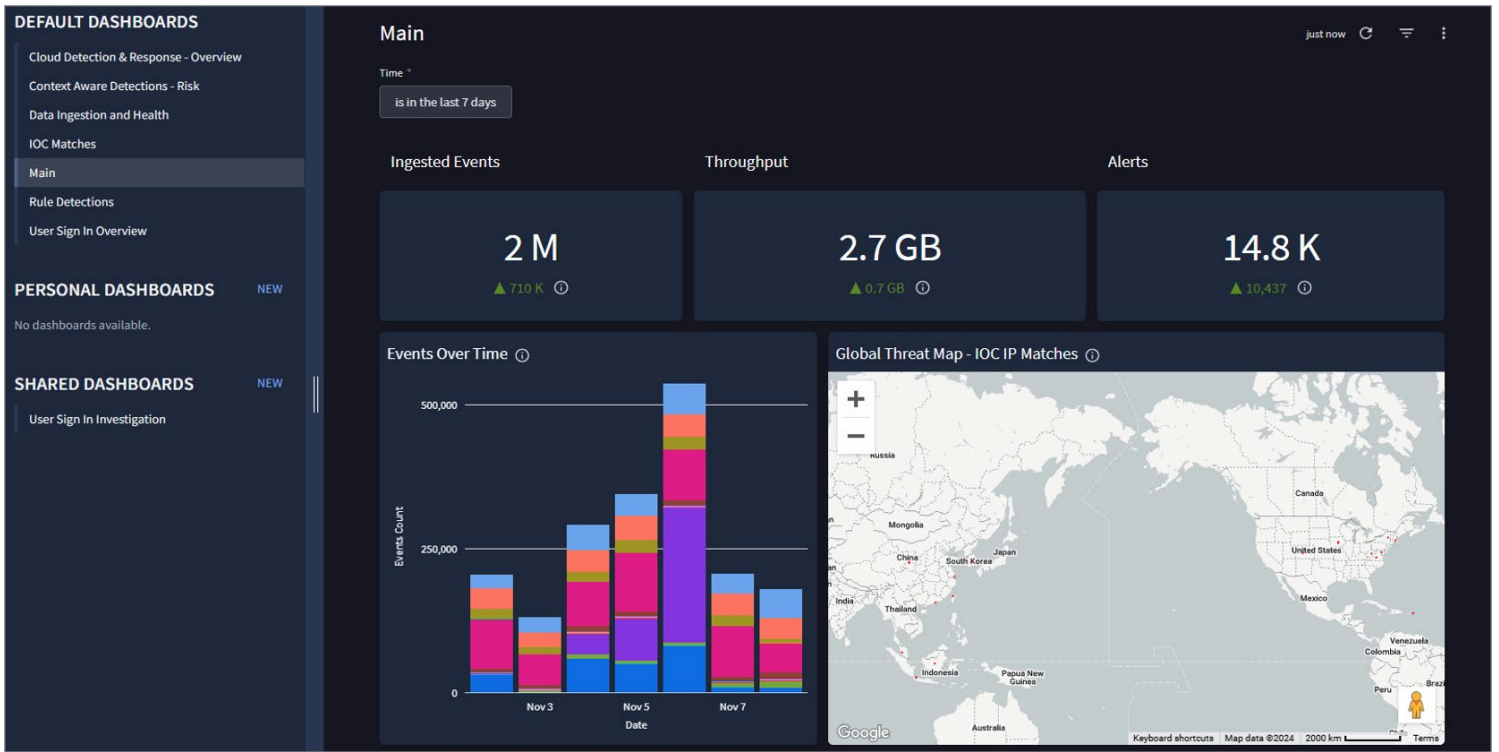 DEFAULT DASHBOARDS
Cloud Detection & Response - Overview
Context Aware Detections - Risk
Data Ingestion and Health
IOC Matches
Main
Rule Detections
User Sign In Overview
PERSONAL DASHBOARDS NEW
No dashboards available.
SHARED DASHBOARDS NEW
User Sign In Investigation
Main
just now
Time *
is in the last 7 days
Ingested Events
Throughput
Alerts
2 M
▲ 710 K
2.7 GB
▲ 0.7 GB
14.8 K
▲ 10,437
Events Over Time
500,000
250,000
0
Events Count
Nov 3
Nov 5
Nov 7
Date
Global Threat Map - IOC IP Matches
+
−
Russia
Canada
Mongolia
China
Japan
South Korea
United States
India
Thailand
Mexico
Venezuela
Colombia
Indonesia
Papua New
Guinea
Peru
Brazi
Australia
Google
Keyboard shortcuts
Map data ©2024
2000 km
Terms